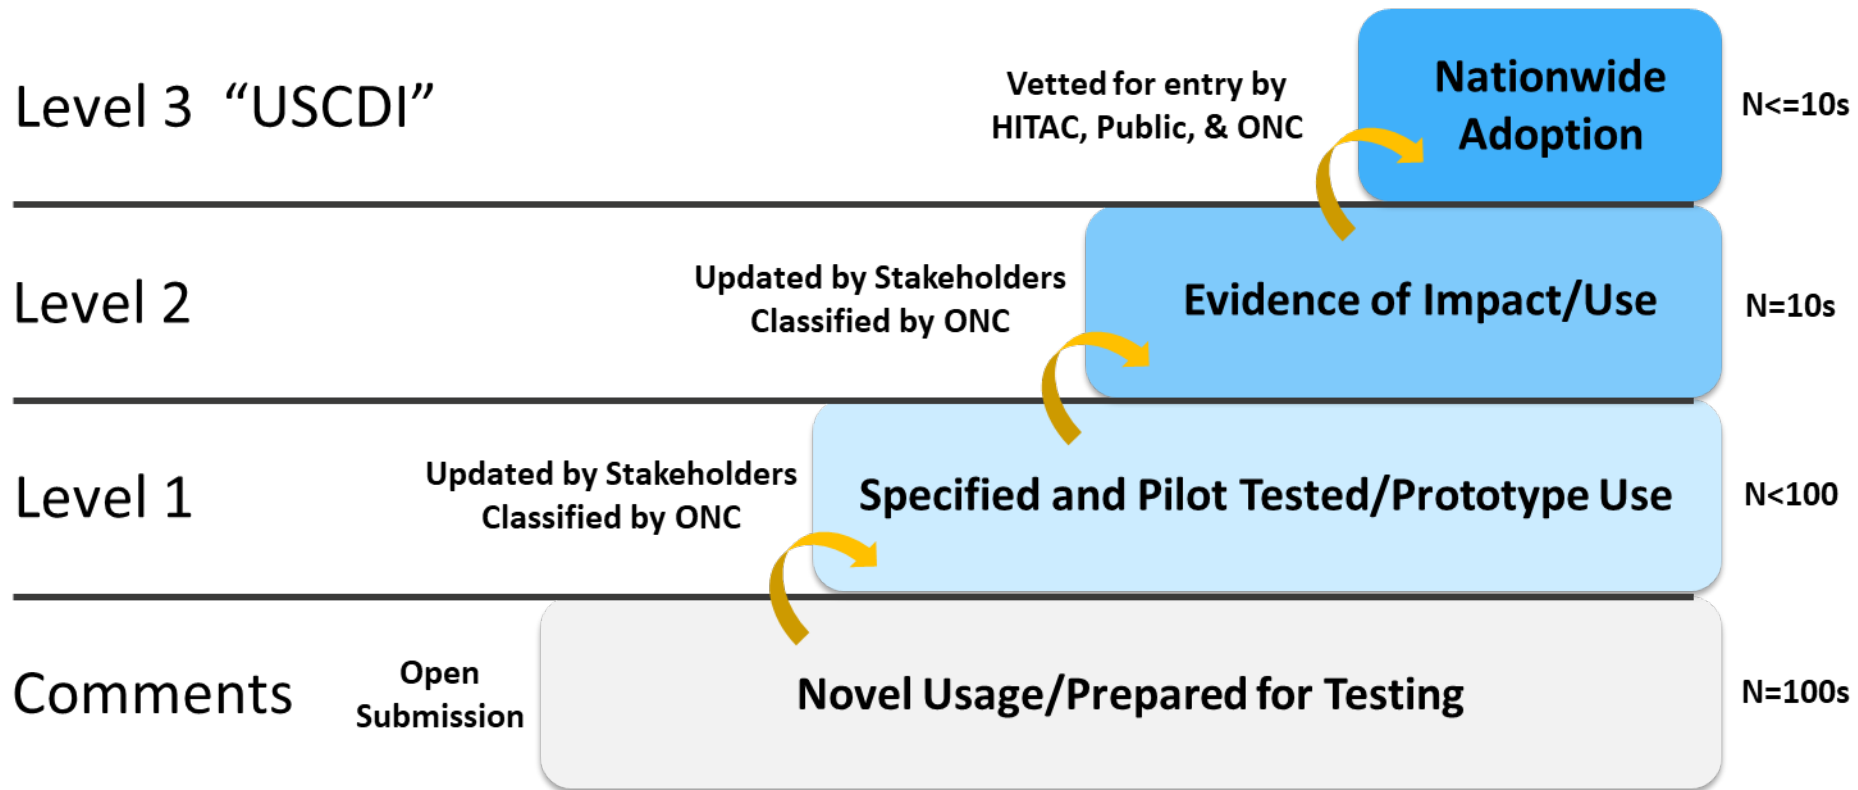 Level 3 “USCDI”
Vetted for entry by
HITAC, Public, & ONC
Nationwide
Adoption
N<=10s
Level 2
Updated by Stakeholders
Classified by ONC
Evidence of Impact/Use
N=10s
Level 1
Updated by Stakeholders
Classified by ONC
Specified and Pilot Tested/Prototype Use
N<100
Comments
Open
Submission
Novel Usage/Prepared for Testing
N=100s